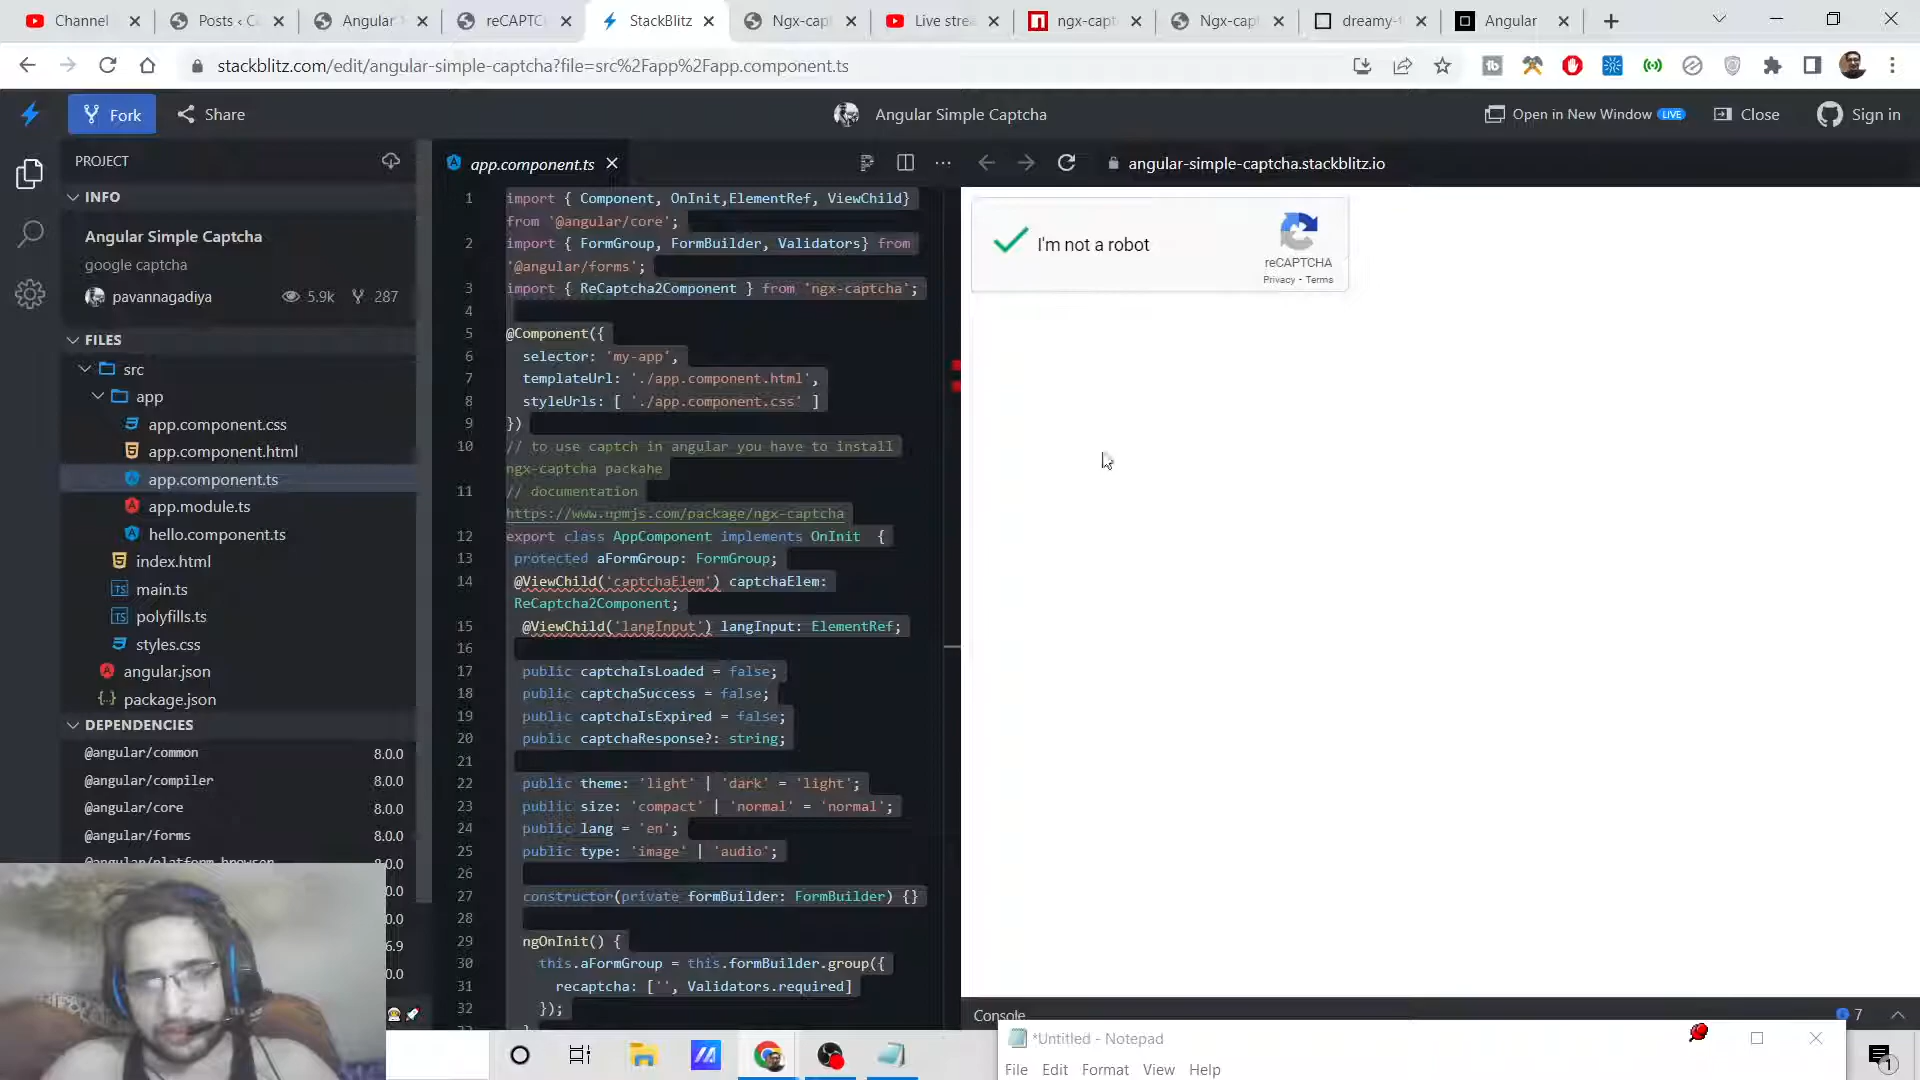 Channel
Posts ‹ C
Angular
reCAPTC
StackBlitz
Ngx-cap
Live strea
ngx-capt
Ngx-cap
dreamy-
Angular
stackblitz.com/edit/angular-simple-captcha?file=src%2Fapp%2Fapp.component.ts
Fork
Share
Angular Simple Captcha
Open in New Window LIVE
Close
Sign in
PROJECT
INFO
Angular Simple Captcha
google captcha
pavannagadiya
5.9k
287
FILES
src
app
app.component.css
app.component.html
app.component.ts
app.module.ts
hello.component.ts
index.html
main.ts
polyfills.ts
styles.css
angular.json
package.json
DEPENDENCIES
@angular/common 8.0.0
@angular/compiler 8.0.0
@angular/core 8.0.0
@angular/forms 8.0.0
app.component.ts
1 import { Component, OnInit,ElementRef, ViewChild}
from '@angular/core';
2 import { FormGroup, FormBuilder, Validators} from
'@angular/forms';
3 import { ReCaptcha2Component } from 'ngx-captcha';
4
5 @Component({
6 selector: 'my-app',
7 templateUrl: './app.component.html',
8 styleUrls: [ './app.component.css' ]
9 })
10 // to use captch in angular you have to install
ngx-captcha packahe
11 // documentation
https://www.npmjs.com/package/ngx-captcha
12 export class AppComponent implements OnInit {
13 protected aFormGroup: FormGroup;
14 @ViewChild('captchaElem') captchaElem:
ReCaptcha2Component;
15 @ViewChild('langInput') langInput: ElementRef;
16
17 public captchaIsLoaded = false;
18 public captchaSuccess = false;
19 public captchaIsExpired = false;
20 public captchaResponse?: string;
21
22 public theme: 'light' | 'dark' = 'light';
23 public size: 'compact' | 'normal' = 'normal';
24 public lang = 'en';
25 public type: 'image' | 'audio';
26
27 constructor(private formBuilder: FormBuilder) {}
28
29 ngOnInit() {
30 this.aFormGroup = this.formBuilder.group({
31 recaptcha: ['', Validators.required]
32 });
angular-simple-captcha.stackblitz.io
I'm not a robot
reCAPTCHA
Privacy - Terms
Console
7
*Untitled - Notepad
File Edit Format View Help
1